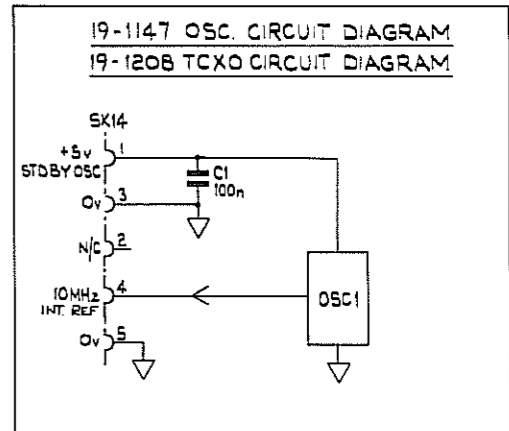 19-1147 OSC. CIRCUIT DIAGRAM
19-1208 TCXO CIRCUIT DIAGRAM
SK14
+5v 1
STDBY OSC
C1
100n
0v 3
N/C 2
10MHz 4
INT. REF
OSC1
0v 5